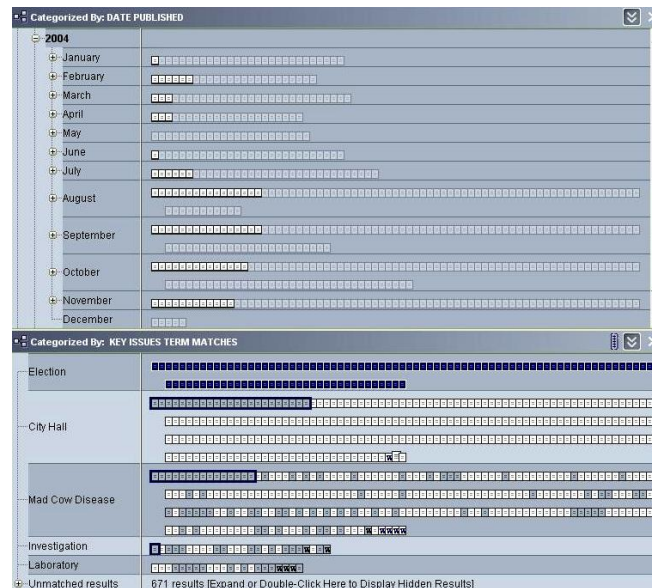 Categorized By: DATE PUBLISHED
2004
January
February
March
April
May
June
July
August
September
October
November
December
Categorized By: KEY ISSUES TERM MATCHES
Election
City Hall
Mad Cow Disease
Investigation
Laboratory
Unmatched results 671 results [Expand or Double-Click Here to Display Hidden Results]